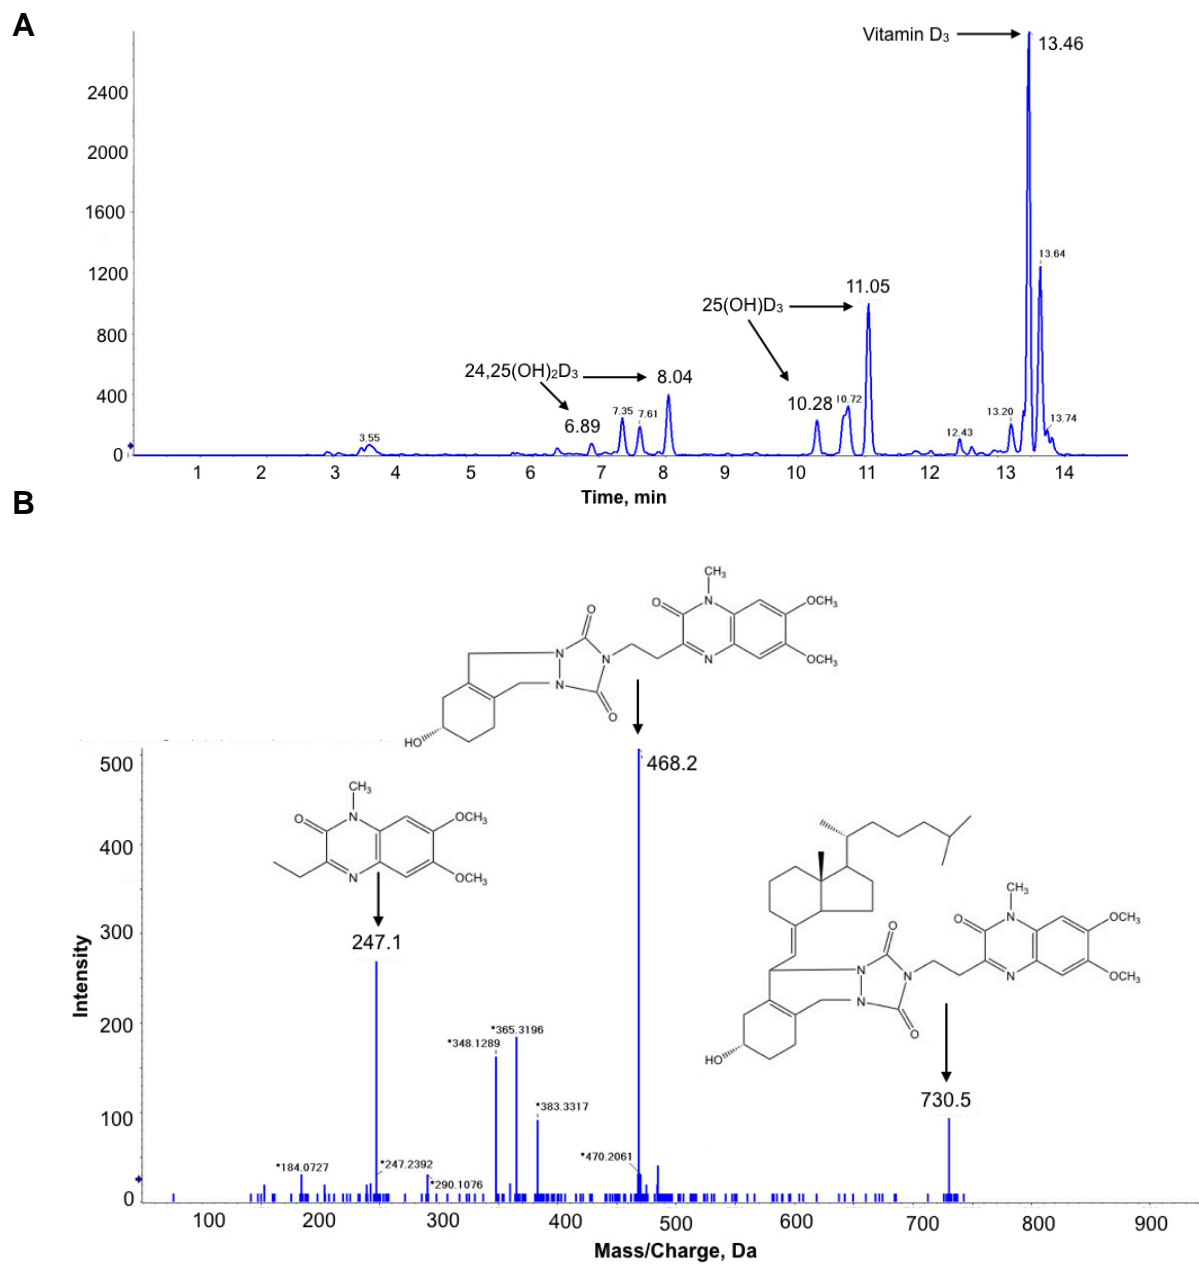 A
Vitamin D₃
13.46
2400
2000
1600
1200
800
400
0
13.64
11.05
25(OH)D₃
24,25(OH)₂D₃
8.04
10.28
10.72
6.89
7.35
7.61
13.20
13.74
12.43
3.55
1 2 3 4 5 6 7 8 9 10 11 12 13 14
Time, min
B
CH₃
O
N
OCH₃
O
N
N
N
N
OCH₃
O
HO
500
400
300
200
100
0
Intensity
468.2
CH₃
O
N
OCH₃
N
OCH₃
247.1
CH₃
O
N
OCH₃
O
N
N
N
N
OCH₃
O
HO
730.5
*365.3196
*348.1289
*383.3317
*470.2061
*184.0727
*247.2392
*290.1076
100 200 300 400 500 600 700 800 900
Mass/Charge, Da